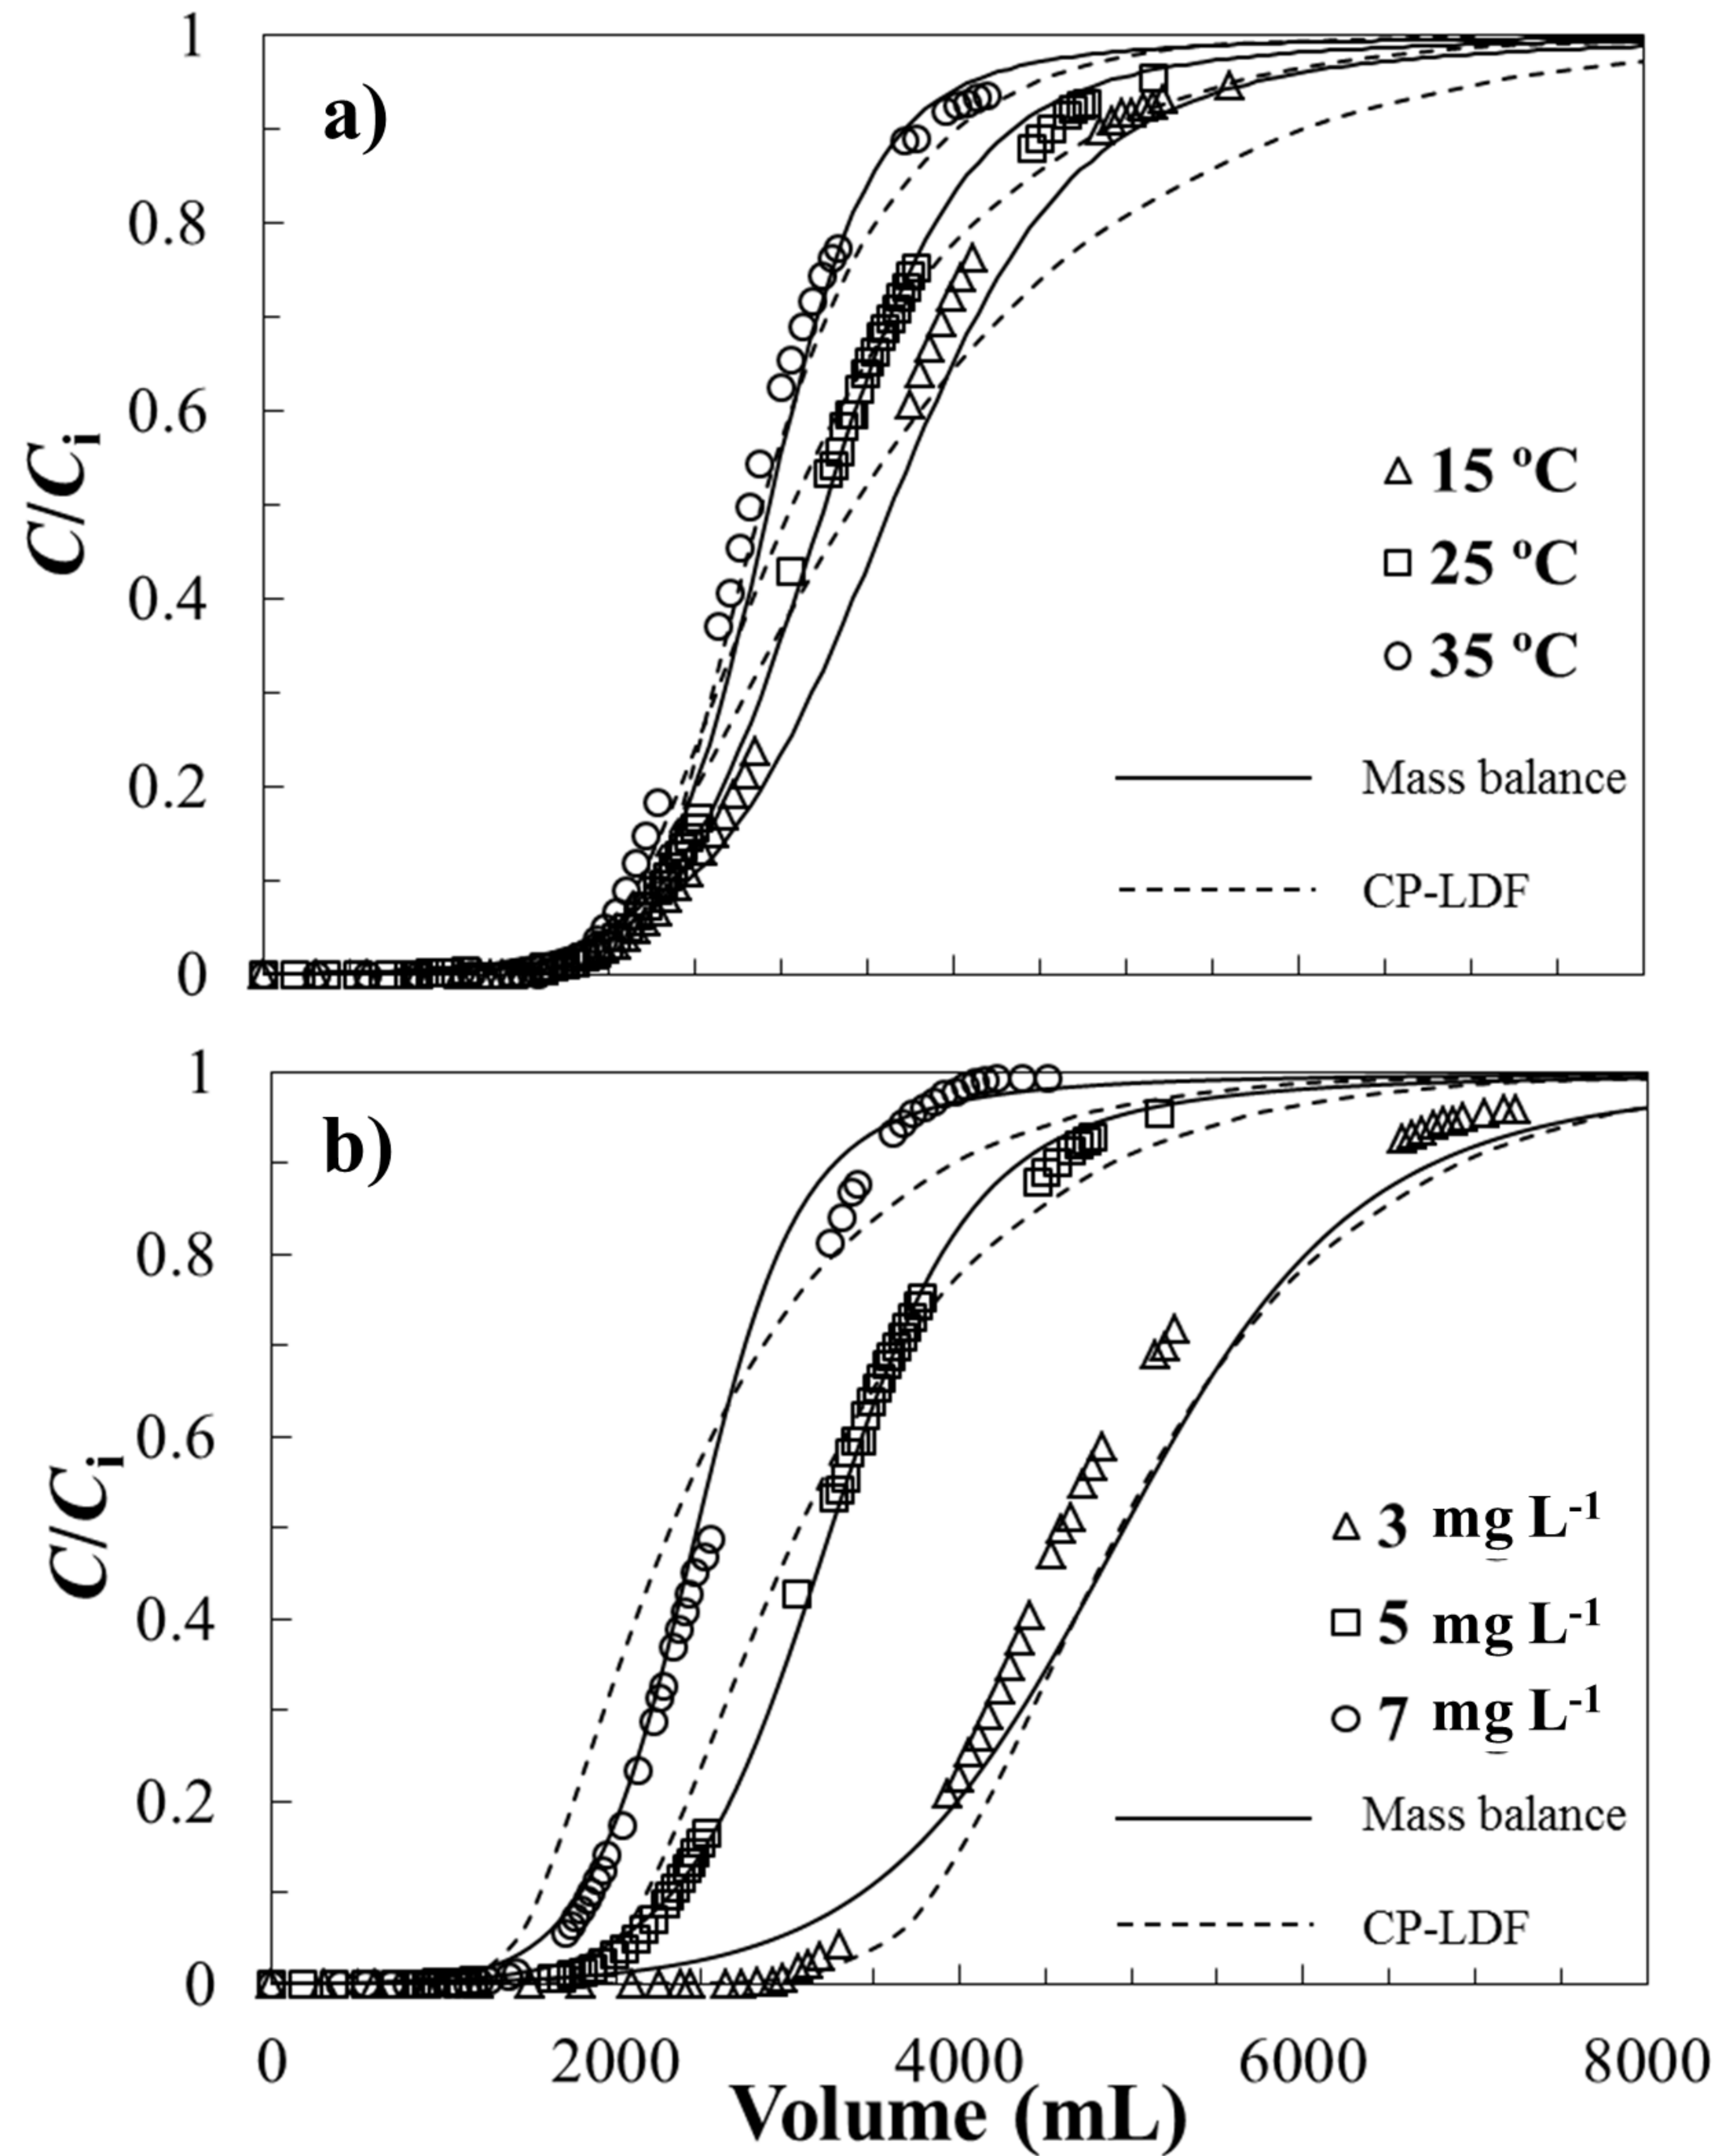 1
a)
0.8
0.6
C/Ci
0.4
0.2
0
15 ºC
25 ºC
35 ºC
Mass balance
CP-LDF
1
b)
0.8
0.6
C/Ci
0.4
0.2
0
3 mg L-1
5 mg L-1
7 mg L-1
Mass balance
CP-LDF
0 2000 4000 6000 8000
Volume (mL)